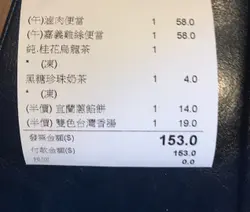 (午)滷肉便當 1 58.0
(午)嘉義雞絲便當 1 58.0
純.桂花烏龍茶 1
* (凍)
黑糖珍珠奶茶 1 4.0
* (凍)
(半價) 宜蘭蔥餡餅 1 14.0
(半價) 雙色台灣香腸 1 19.0
發票金額($) 153.0
付款金額($) 153.0
0.0